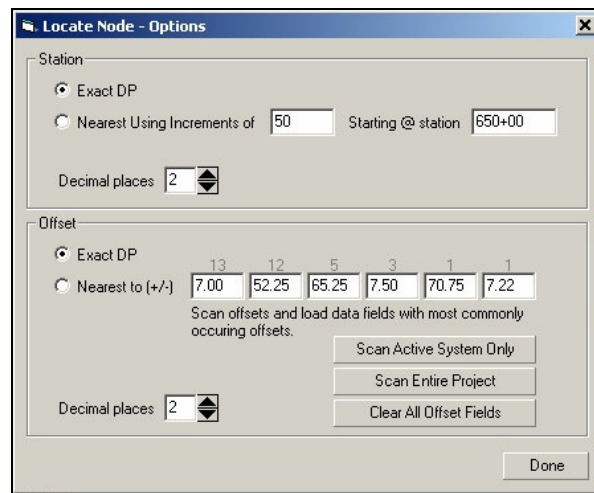 Locate Node - Options
Station
Exact DP
Nearest Using Increments of 50 Starting @ station 650+00
Decimal places 2
Offset
Exact DP
13 12 5 3 1 1
Nearest to (+/-) 7.00 52.25 65.25 7.50 70.75 7.22
Scan offsets and load data fields with most commonly
occuring offsets.
Scan Active System Only
Scan Entire Project
Decimal places 2
Clear All Offset Fields
Done